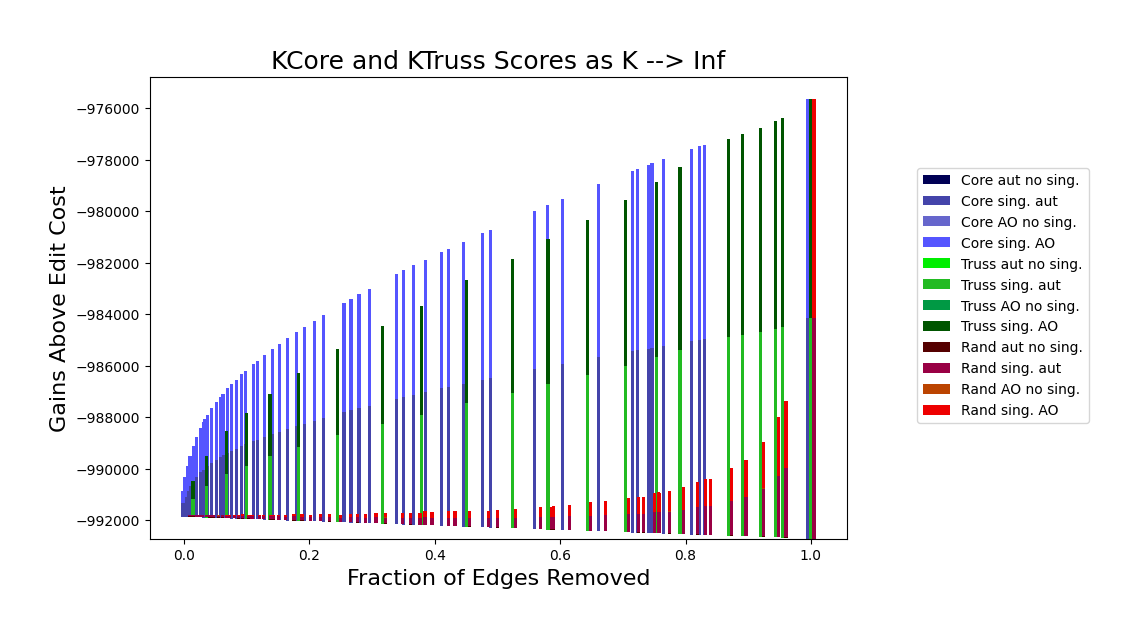 KCore and KTruss Scores as K --> Inf
Gains Above Edit Cost
−976000
−978000
−980000
−982000
−984000
−986000
−988000
−990000
−992000
0.0 0.2 0.4 0.6 0.8 1.0
Fraction of Edges Removed
Core aut no sing.
Core sing. aut
Core AO no sing.
Core sing. AO
Truss aut no sing.
Truss sing. aut
Truss AO no sing.
Truss sing. AO
Rand aut no sing.
Rand sing. aut
Rand AO no sing.
Rand sing. AO